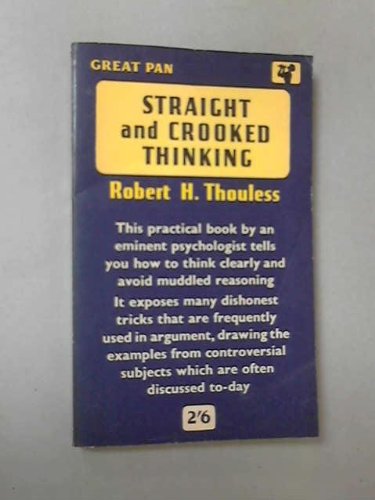 GREAT PAN
STRAIGHT
and CROOKED
THINKING
Robert H. Thouless
This practical book by an
eminent psychologist tells
you how to think clearly and
avoid muddled reasoning
It exposes many dishonest
tricks that are frequently
used in argument, drawing the
examples from controversial
subjects which are often
discussed to-day
2'6